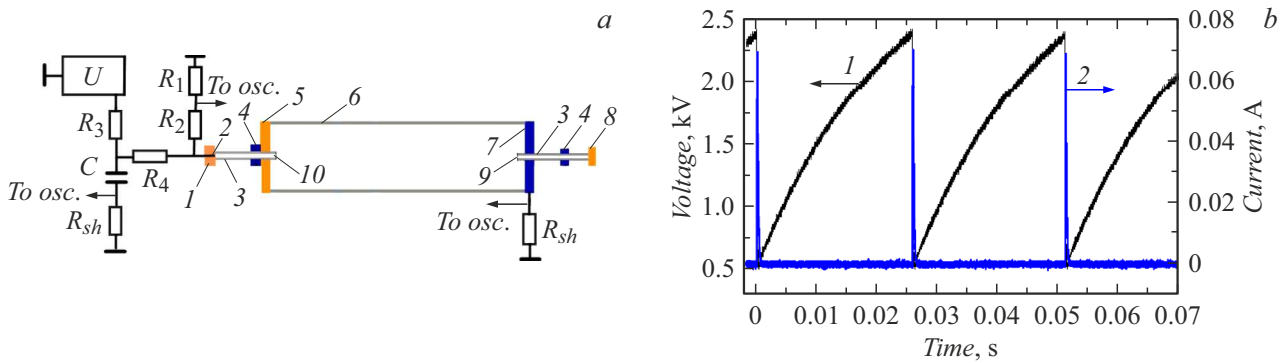 a
U
R1
To osc.
R3
R2
4
5
6
2
C
R4
To osc.
Rsh
1
3
10
7
3
4
8
9
To osc.
Rsh
b
2.5
2.0
1.5
1.0
0.5
Voltage, kV
1
2
0.08
0.06
0.04
0.02
0
Current, A
0 0.01 0.02 0.03 0.04 0.05 0.06 0.07
Time, s